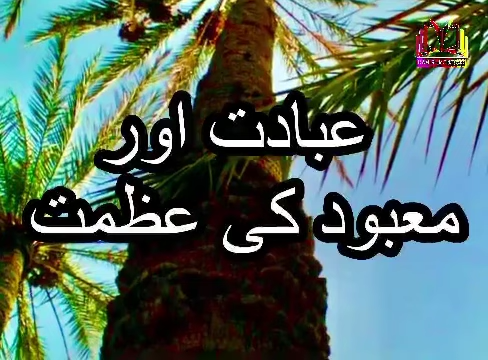 عبادت اور
معبود کی عظمت